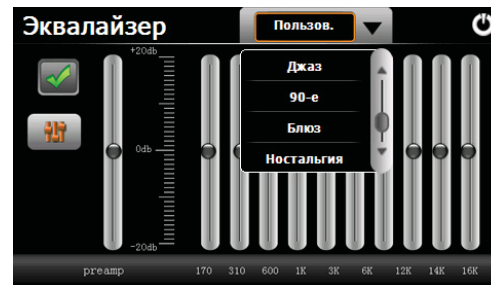 Эквалайзер
Пользов.
+20db
Джаз
90-е
Блюз
0db
Ностальгия
-20db
preamp 170 310 600 1K 3K 6K 12K 14K 16K